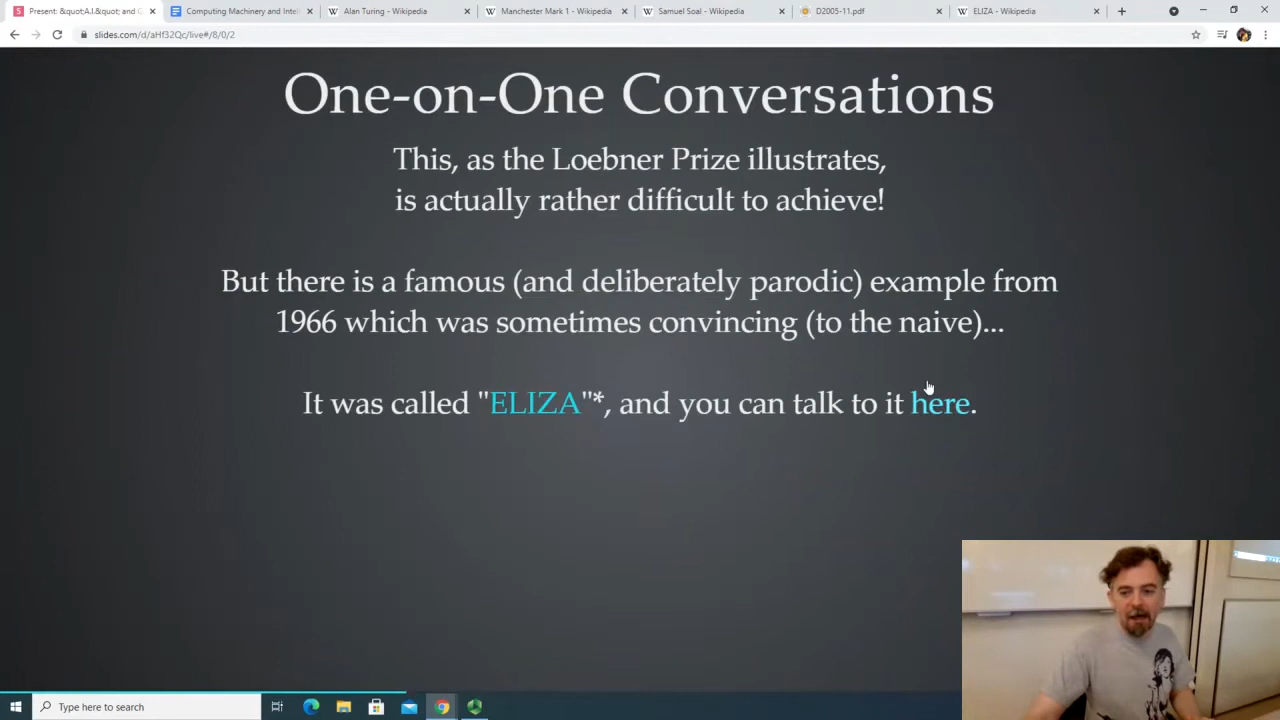 Present: &quot;A.I.&quot; and C
Computing Machinery and Intell
Alan Turing - Wikipedia
Manchester Mark 1 - Wikipedia
Samuel Soal - Wikipedia
D2005-11.pdf
ELIZA - Wikipedia
slides.com/d/aHf32Qc/live#/8/0/2
One-on-One Conversations
This, as the Loebner Prize illustrates,
is actually rather difficult to achieve!
But there is a famous (and deliberately parodic) example from
1966 which was sometimes convincing (to the naive)...
It was called "ELIZA"*, and you can talk to it here.
Type here to search